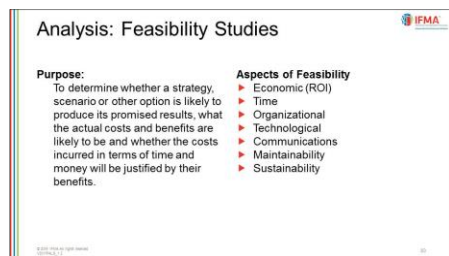 IFMA
Analysis: Feasibility Studies
Purpose:
To determine whether a strategy,
scenario or other option is likely to
produce its promised results, what
the actual costs and benefits are
likely to be and whether the costs
incurred in terms of time and
money will be justified by their
benefits.
Aspects of Feasibility
Economic (ROI)
Time
Organizational
Technological
Communications
Maintainability
Sustainability